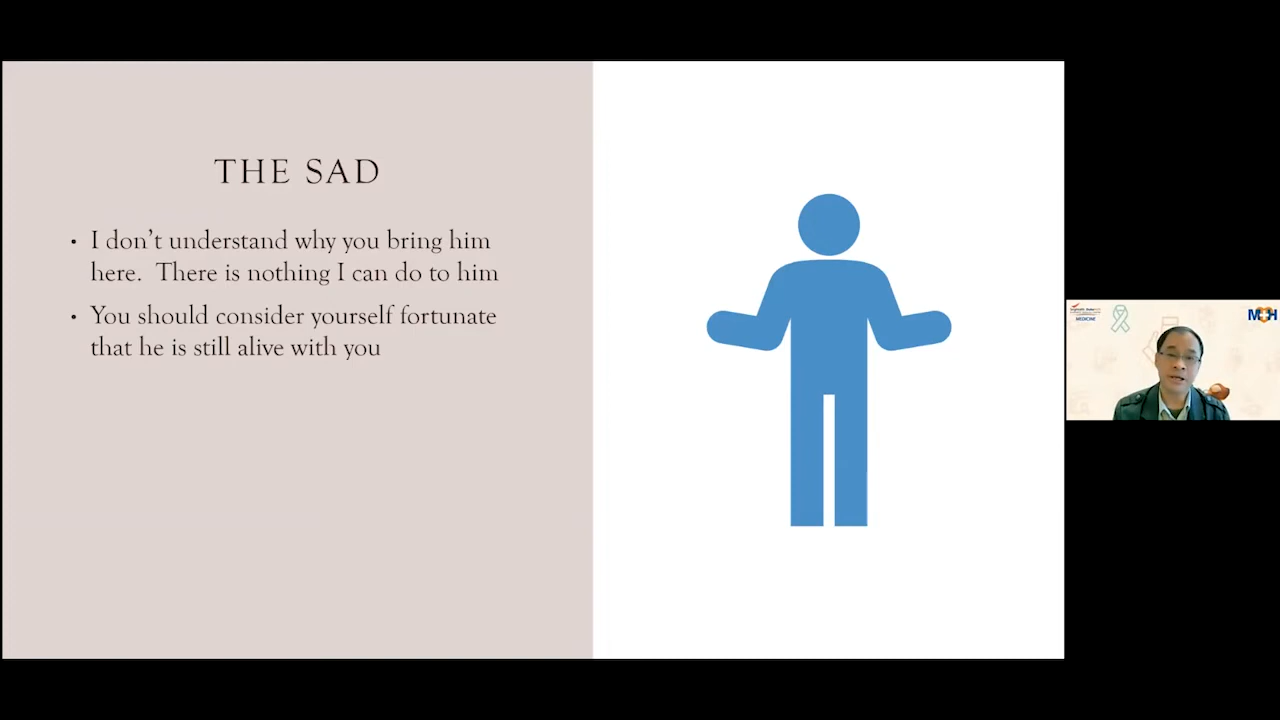 THE SAD
• I don't understand why you bring him
here. There is nothing I can do to him
• You should consider yourself fortunate
that he is still alive with you
MEDICINE